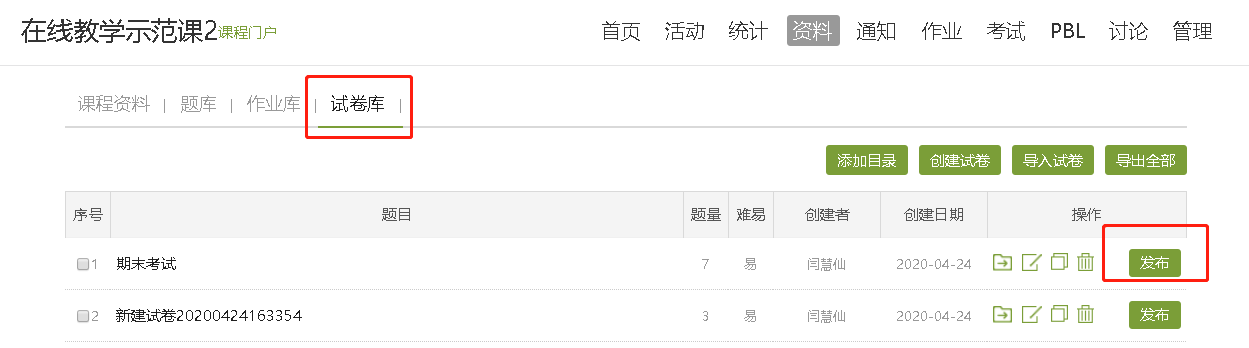 在线教学示范课2课程门户 首页 活动 统计 资料 通知 作业 考试 PBL 讨论 管理
课程资料 | 题库 | 作业库 | 试卷库 |
添加目录 创建试卷 导入试卷 导出全部
序号 题目 题量 难易 创建者 创建日期 操作
1 期末考试 7 易 闫慧仙 2020-04-24 发布
2 新建试卷20200424163354 3 易 闫慧仙 2020-04-24 发布